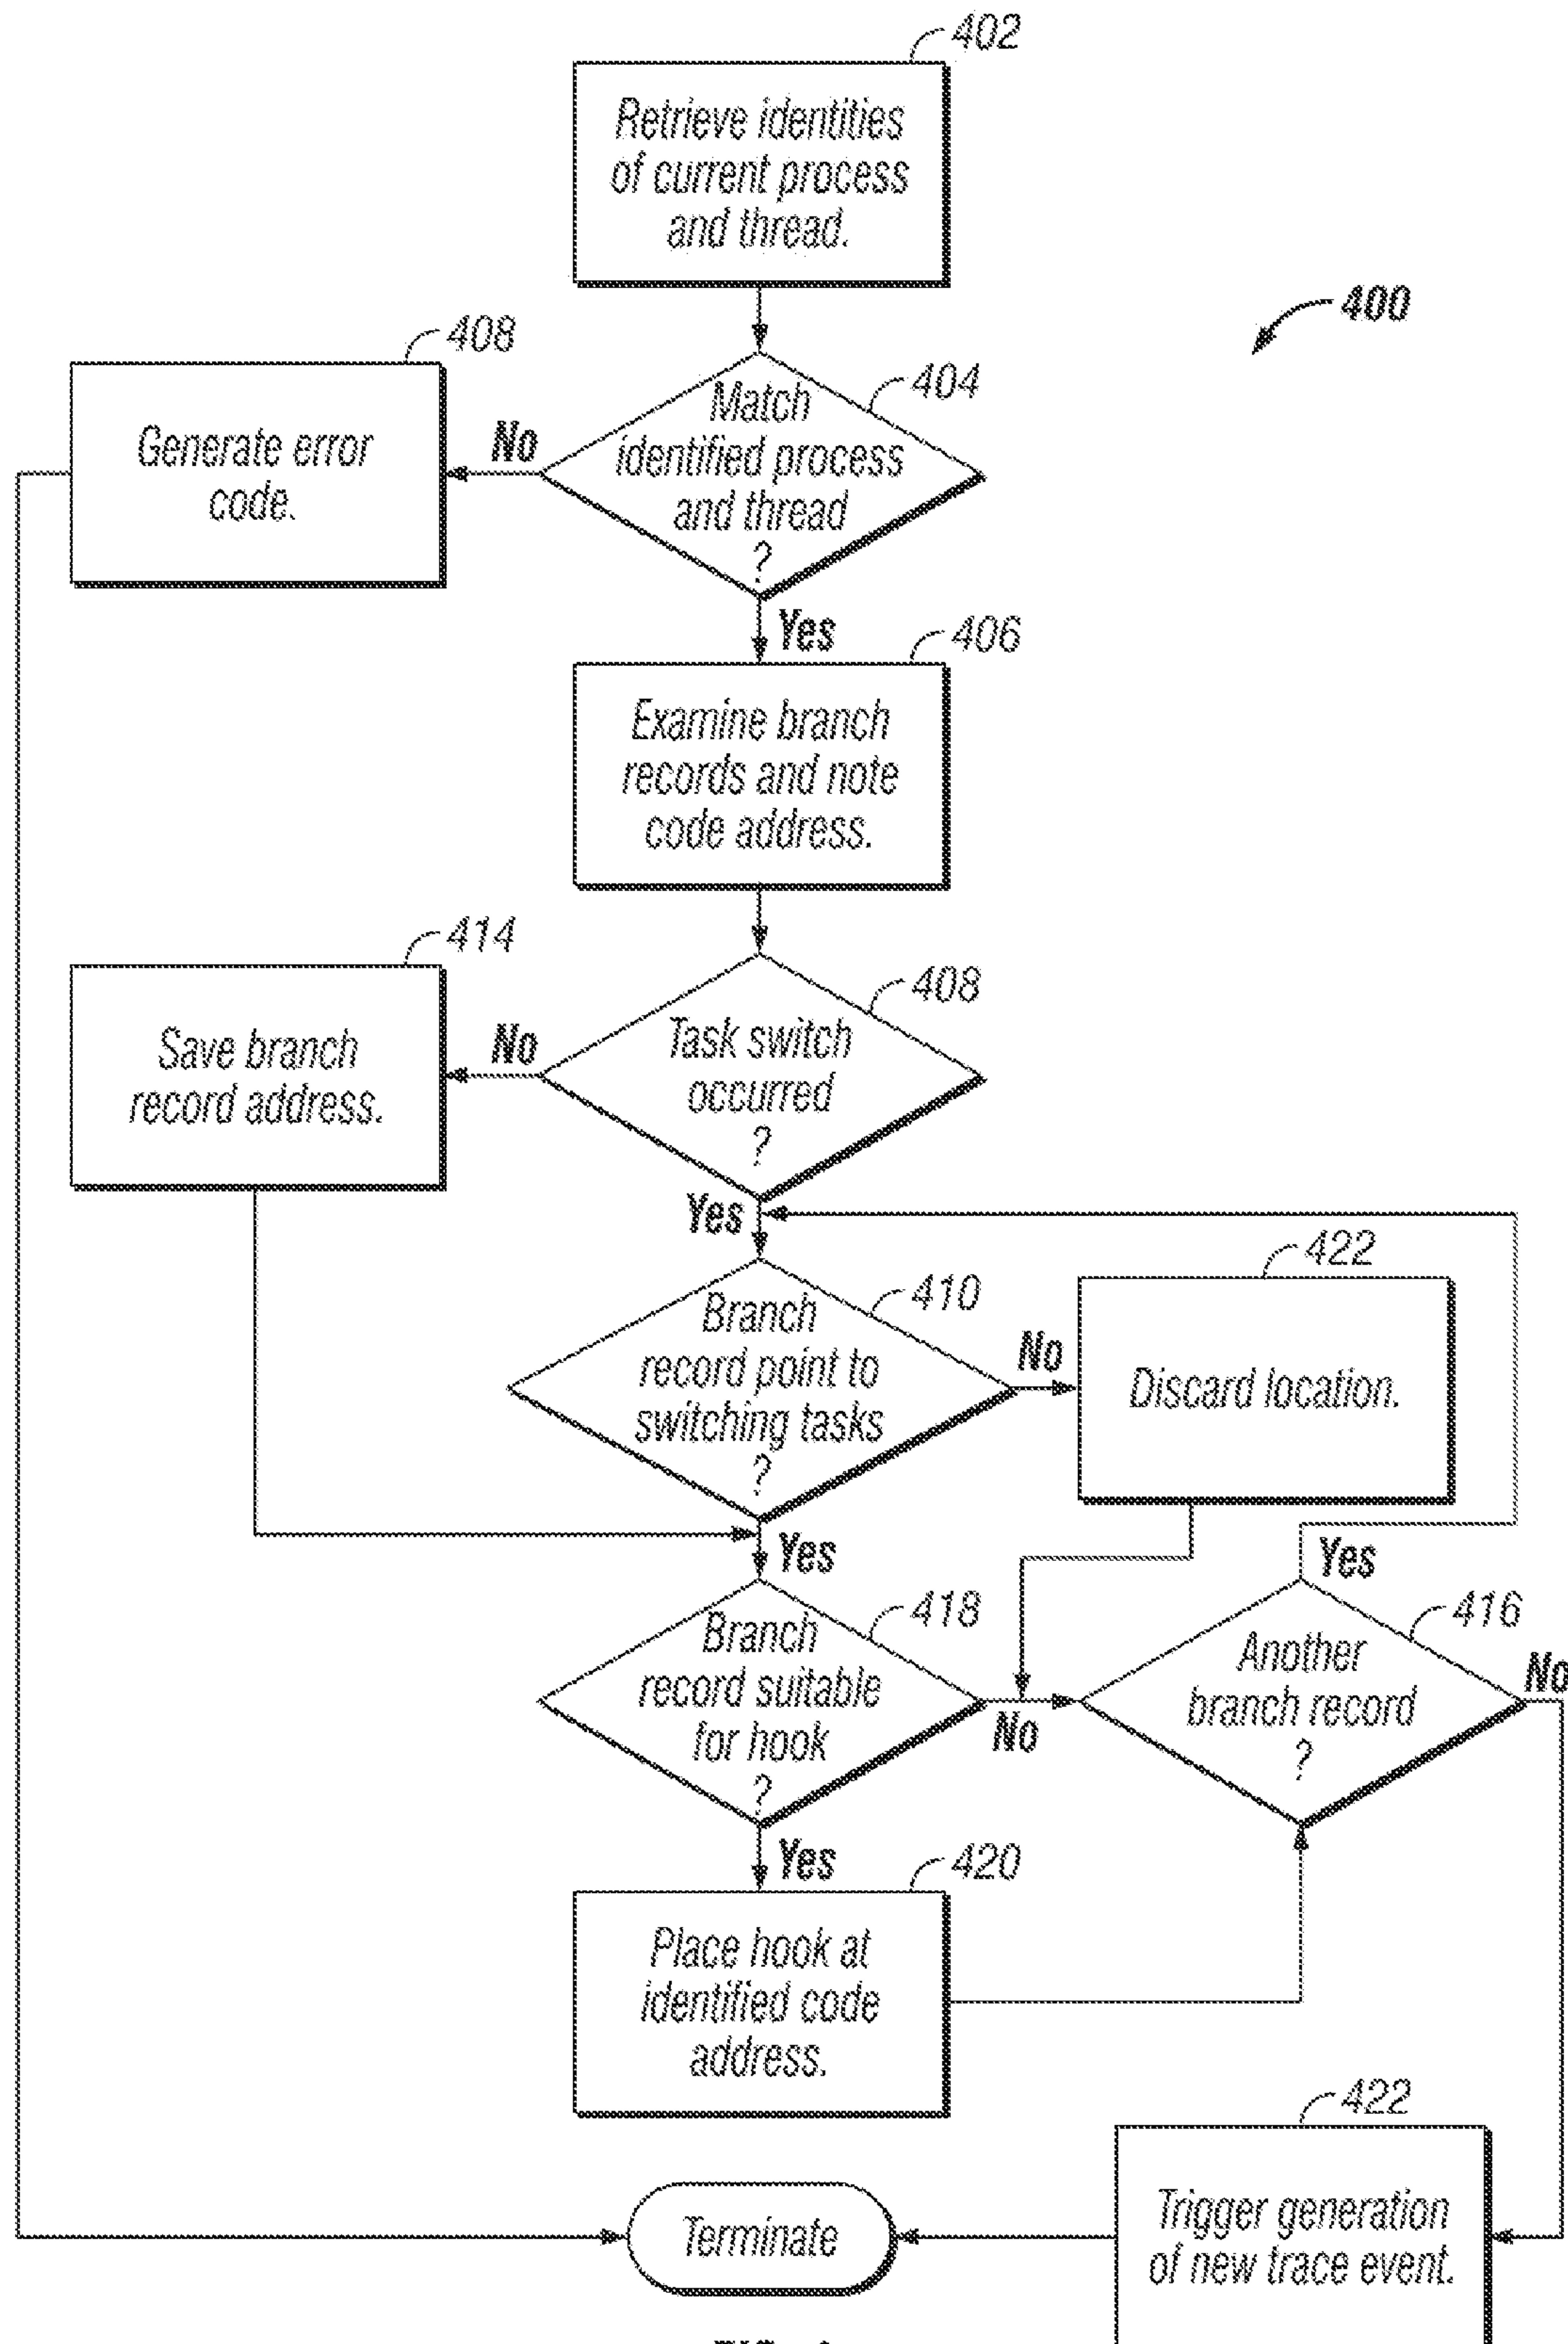 402
Retrieve identities
of current process
and thread.
400
408
Generate error
code.
No
404
Match
identified process
and thread
?
Yes
406
Examine branch
records and note
code address.
414
Save branch
record address.
No
408
Task switch
occurred
?
Yes
410
Branch
record point to
switching tasks
?
No
422
Discard location.
Yes
418
Branch
record suitable
for hook
?
No
Yes
416
Another
branch record
?
No
Yes
420
Place hook at
identified code
address.
422
Trigger generation
of new trace event.
Terminate